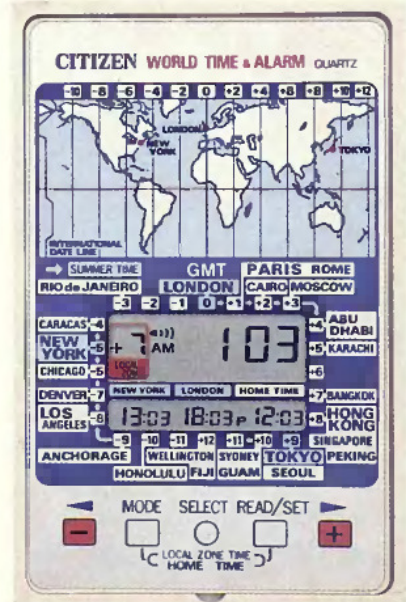 CITIZEN WORLD TIME & ALARM QUARTZ
-10 -8 -6 -4 -2 0 +2 +4 +6 +8 +10 +12
LONDON
NEW YORK
TOKYO
INTERNATIONAL
DATE LINE
→ SUMMER TIME GMT PARIS ROME
RIO de JANEIRO LONDON CAIRO MOSCOW
-3 -2 -1 0 +1 +2 +3
CARACAS -4 +4 ABU DHABI
NEW YORK -5 +7 AM 1 03 +5 KARACHI
CHICAGO -6 LOCAL ZONE +6
DENVER -7 NEW YORK LONDON HOME TIME +7 BANGKOK
LOS ANGELES -8 13:03 18:03 P 12:03 +8 HONG KONG
-9 -10 -11 +12 +11 +10 +9 SINGAPORE
ANCHORAGE WELLINGTON SYDNEY TOKYO PEKING
HONOLULU FIJI GUAM SEOUL
MODE SELECT READ/SET
- +
LOCAL ZONE TIME
HOME TIME